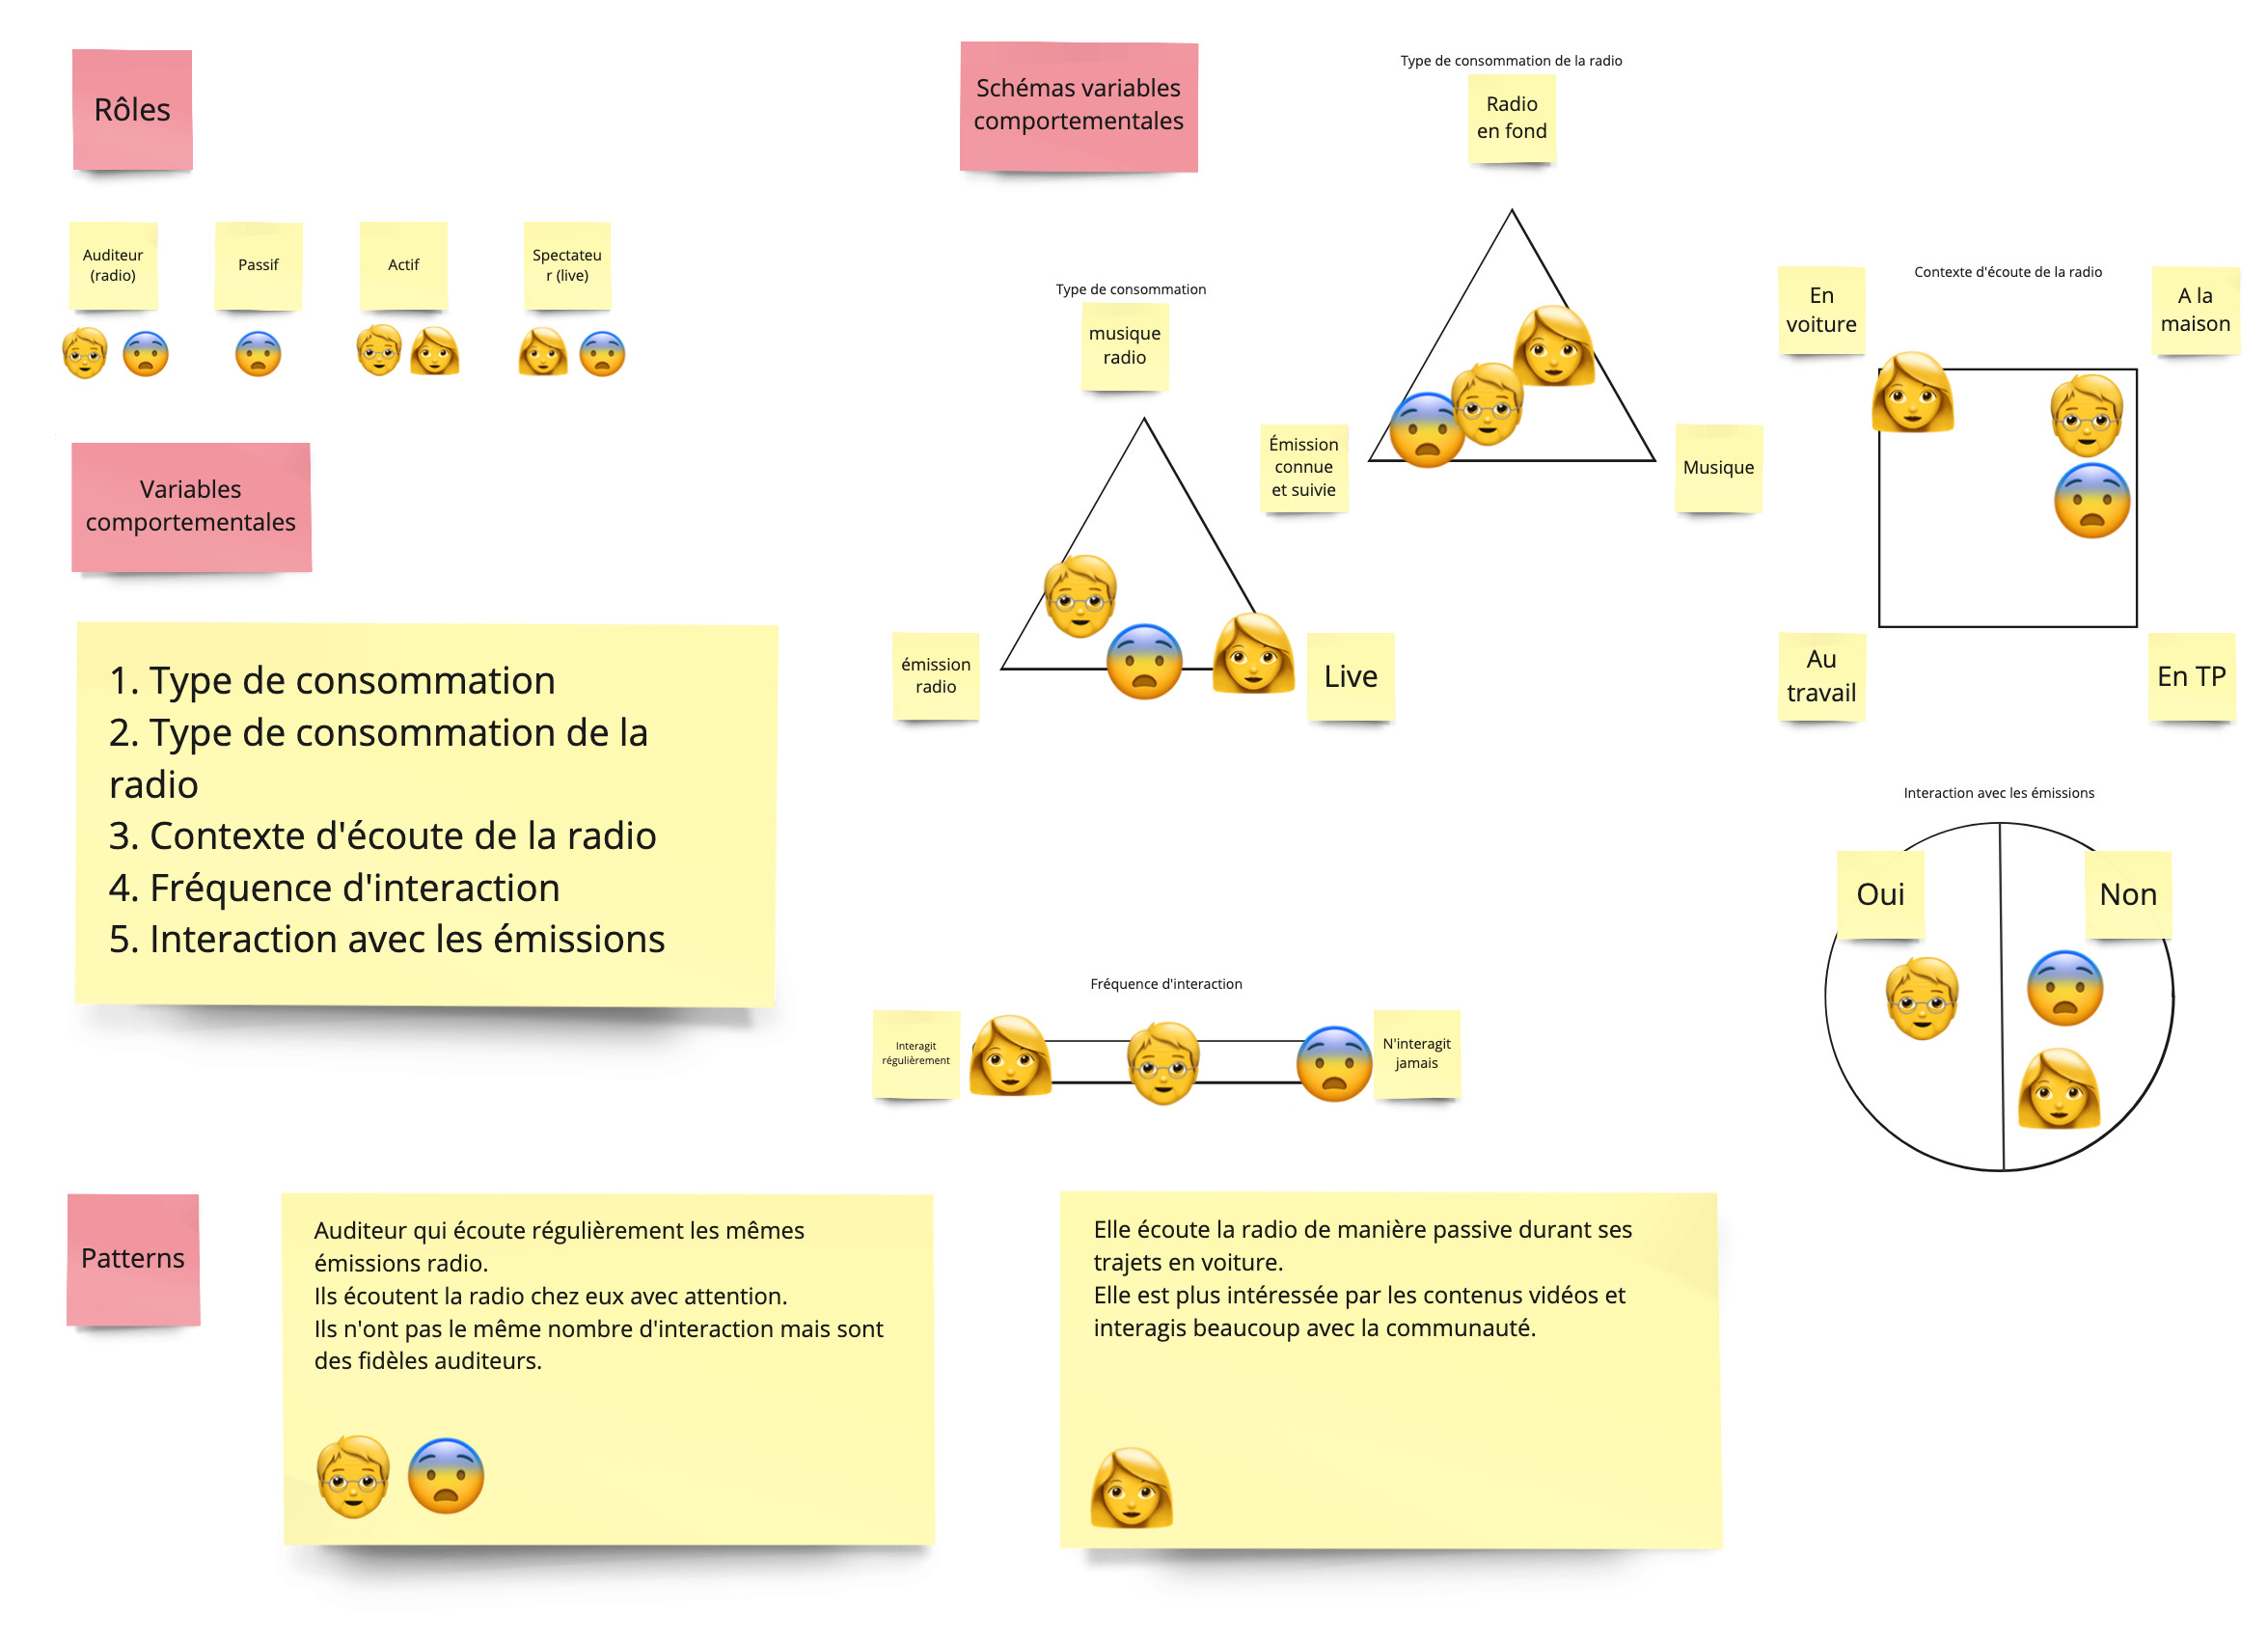 Rôles
Auditeur
(radio)
Passif
Actif
Spectateu
r (live)
Variables
comportementales
1. Type de consommation
2. Type de consommation de la
radio
3. Contexte d'écoute de la radio
4. Fréquence d'interaction
5. Interaction avec les émissions
Schémas variables
comportementales
Type de consommation
musique
radio
émission
radio
Live
Type de consommation de la radio
Radio
en fond
Émission
connue
et suivie
Musique
Contexte d'écoute de la radio
En
voiture
A la
maison
Au
travail
En TP
Fréquence d'interaction
Interagit
régulièrement
N'interagit
jamais
Interaction avec les émissions
Oui
Non
Patterns
Auditeur qui écoute régulièrement les mêmes
émissions radio.
Ils écoutent la radio chez eux avec attention.
Ils n'ont pas le même nombre d'interaction mais sont
des fidèles auditeurs.
Elle écoute la radio de manière passive durant ses
trajets en voiture.
Elle est plus intéressée par les contenus vidéos et
interagis beaucoup avec la communauté.